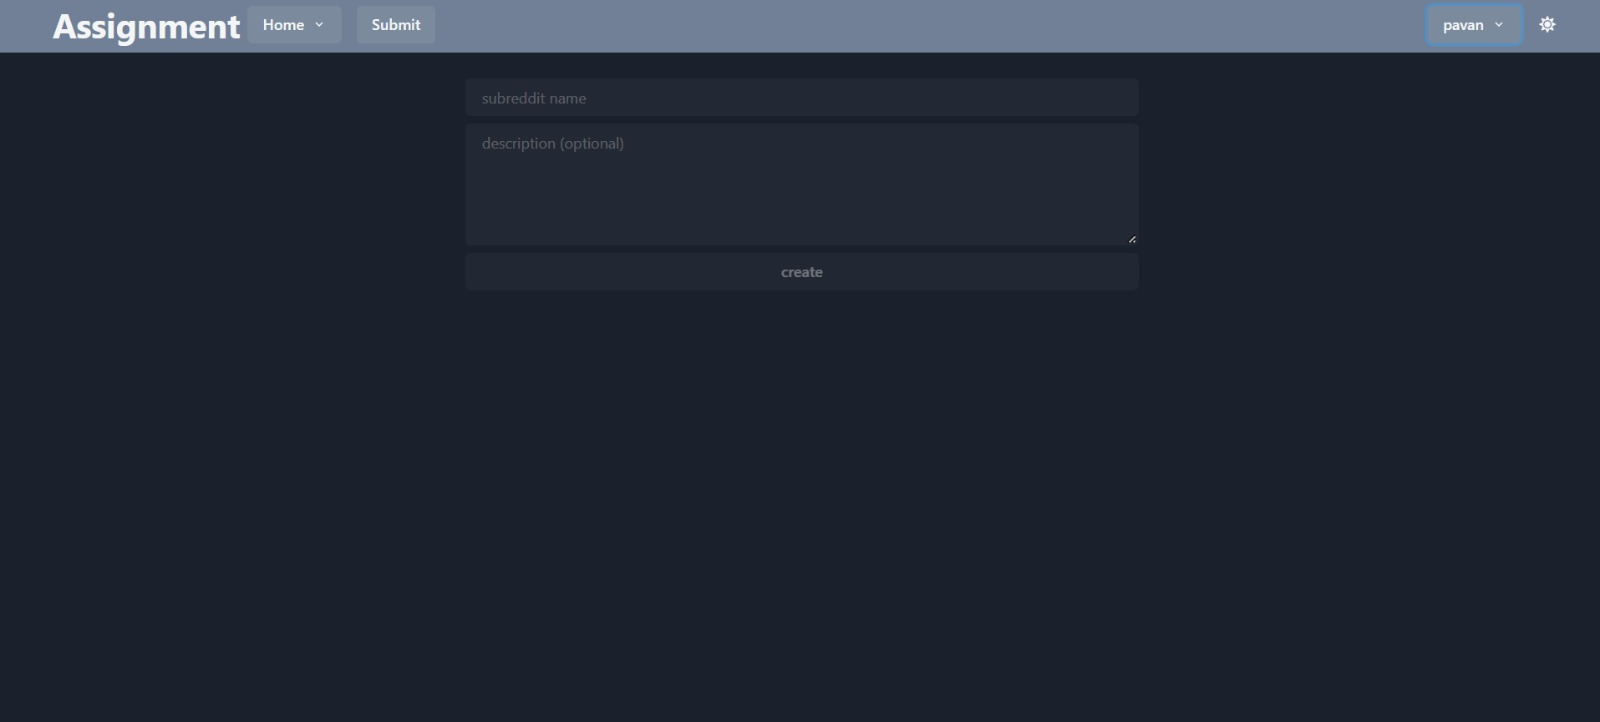 Assignment Home Submit pavan
subreddit name
description (optional)
create